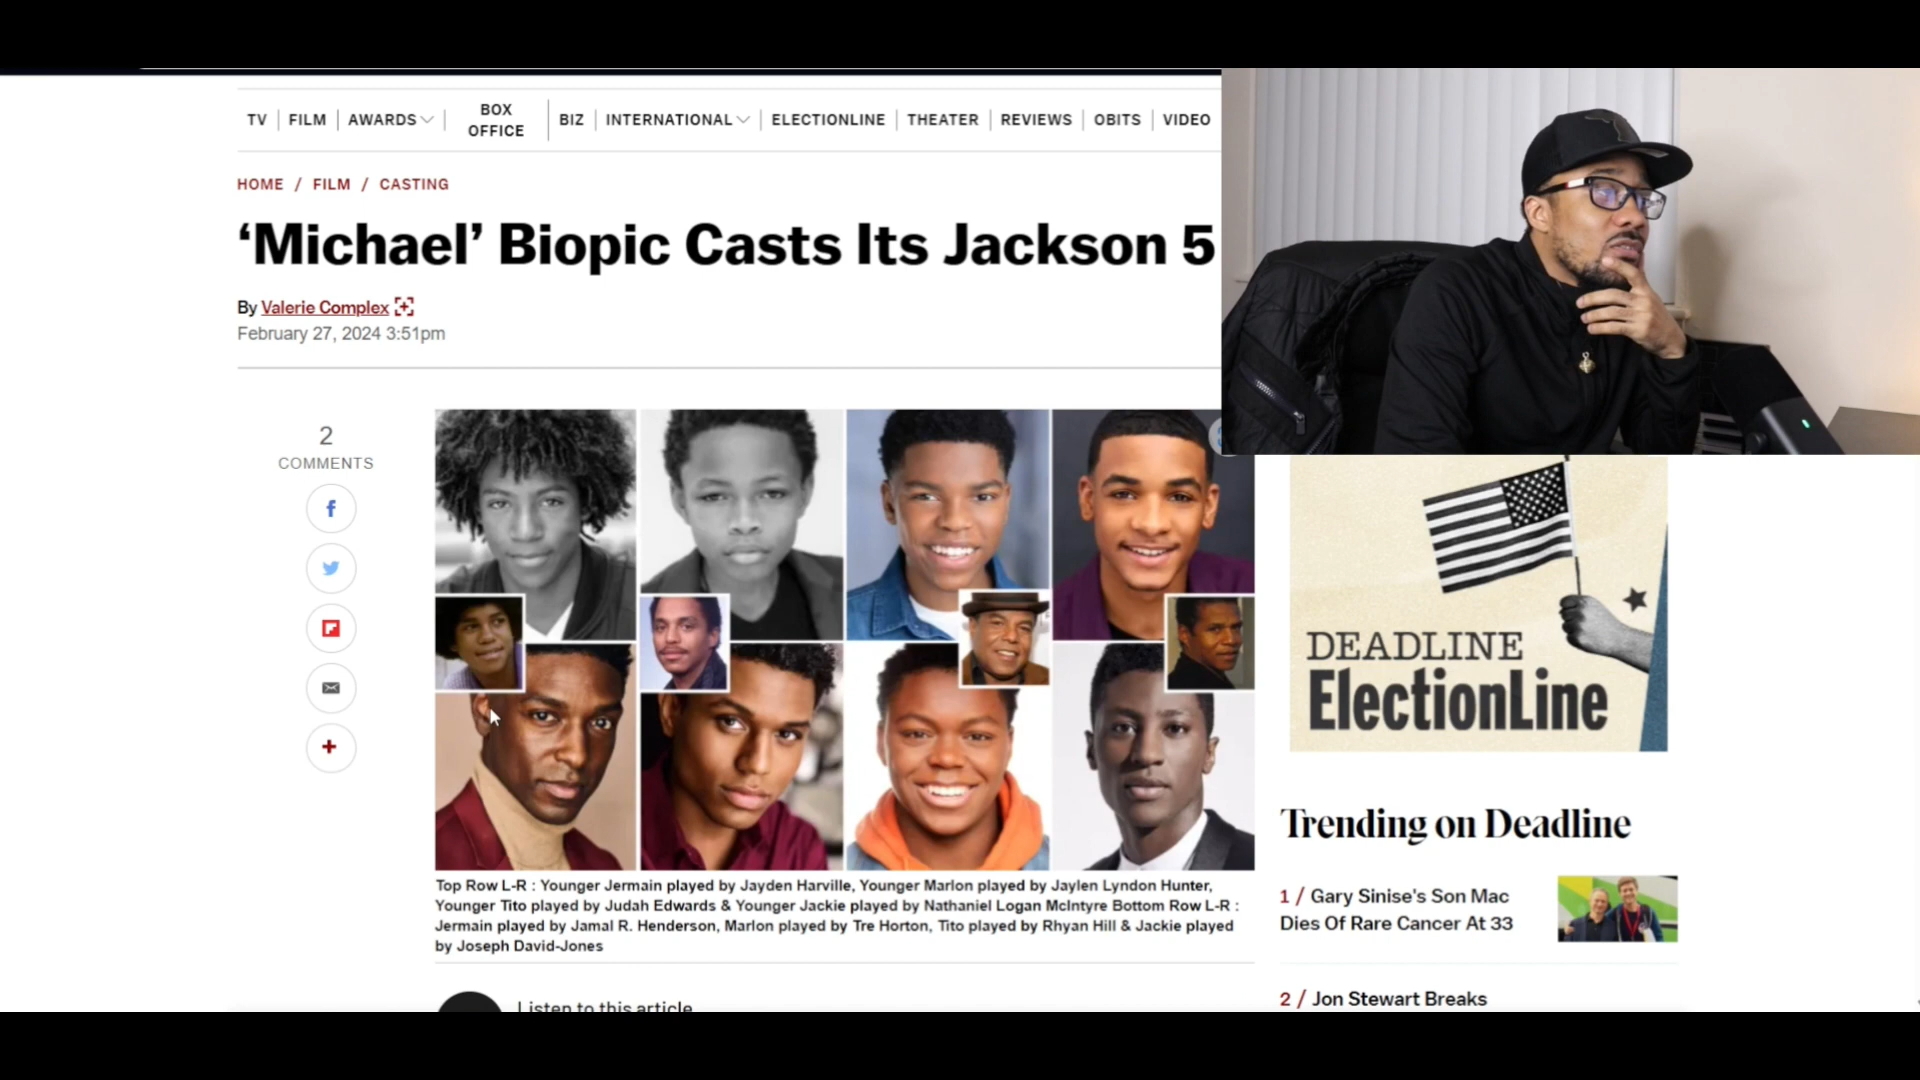 TV
FILM
AWARDS
BOX
OFFICE
BIZ
INTERNATIONAL
ELECTIONLINE
THEATER
REVIEWS
OBITS
VIDEO
HOME / FILM / CASTING
‘Michael’ Biopic Casts Its Jackson 5
By Valerie Complex
February 27, 2024 3:51pm
2
COMMENTS
Top Row L-R : Younger Jermain played by Jayden Harville, Younger Marlon played by Jaylen Lyndon Hunter,
Younger Tito played by Judah Edwards & Younger Jackie played by Nathaniel Logan McIntyre Bottom Row L-R :
Jermain played by Jamal R. Henderson, Marlon played by Tre Horton, Tito played by Rhyan Hill & Jackie played
by Joseph David-Jones
Listen to this article
DEADLINE
ElectionLine
Trending on Deadline
1 / Gary Sinise's Son Mac
Dies Of Rare Cancer At 33
2 / Jon Stewart Breaks